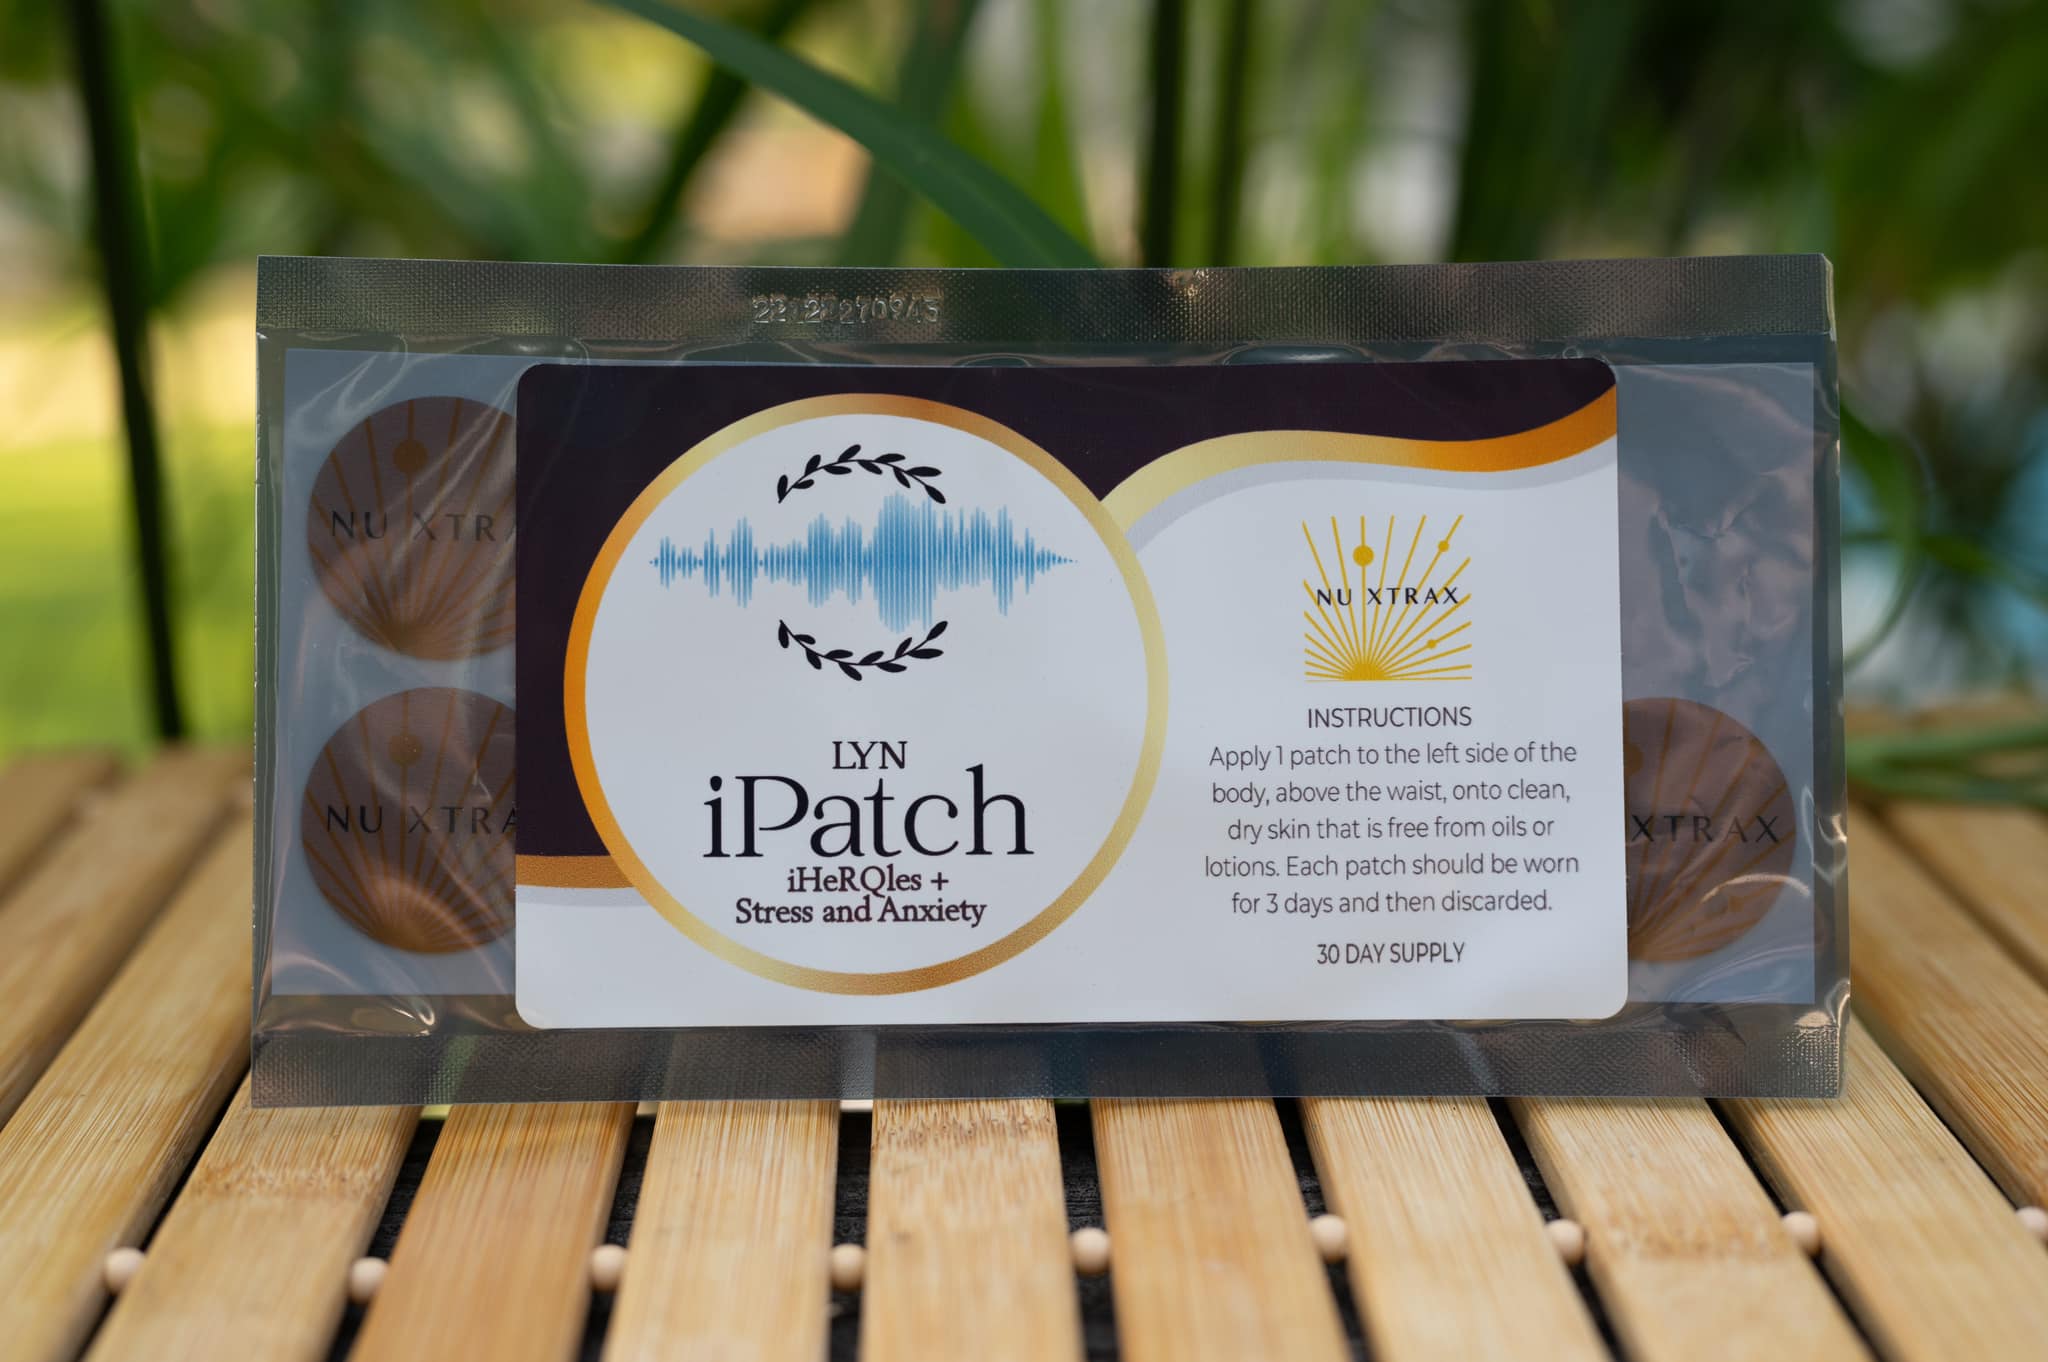 NU XTRA
NU XTRA
LYN
iPatch
iHeRQles +
Stress and Anxiety
NU XTRAX
INSTRUCTIONS
Apply 1 patch to the left side of the
body, above the waist, onto clean,
dry skin that is free from oils or
lotions. Each patch should be worn
for 3 days and then discarded.
30 DAY SUPPLY
XTRAX